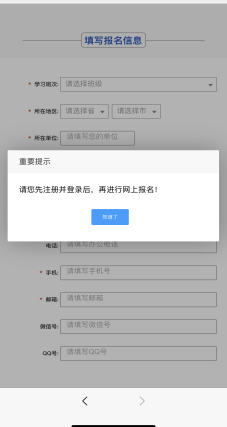 填写报名信息
* 学习班次: 请选择班级
* 所在地区: 请选择省 请选择市
* 所在单位: 请填写您的单位
重要提示
请您先注册并登录后，再进行网上报名!
知道了
电话: 请填写办公电话
* 手机: 请填写手机号
* 邮箱: 请填写邮箱
微信号: 请填写微信号
QQ号: 请填写QQ号